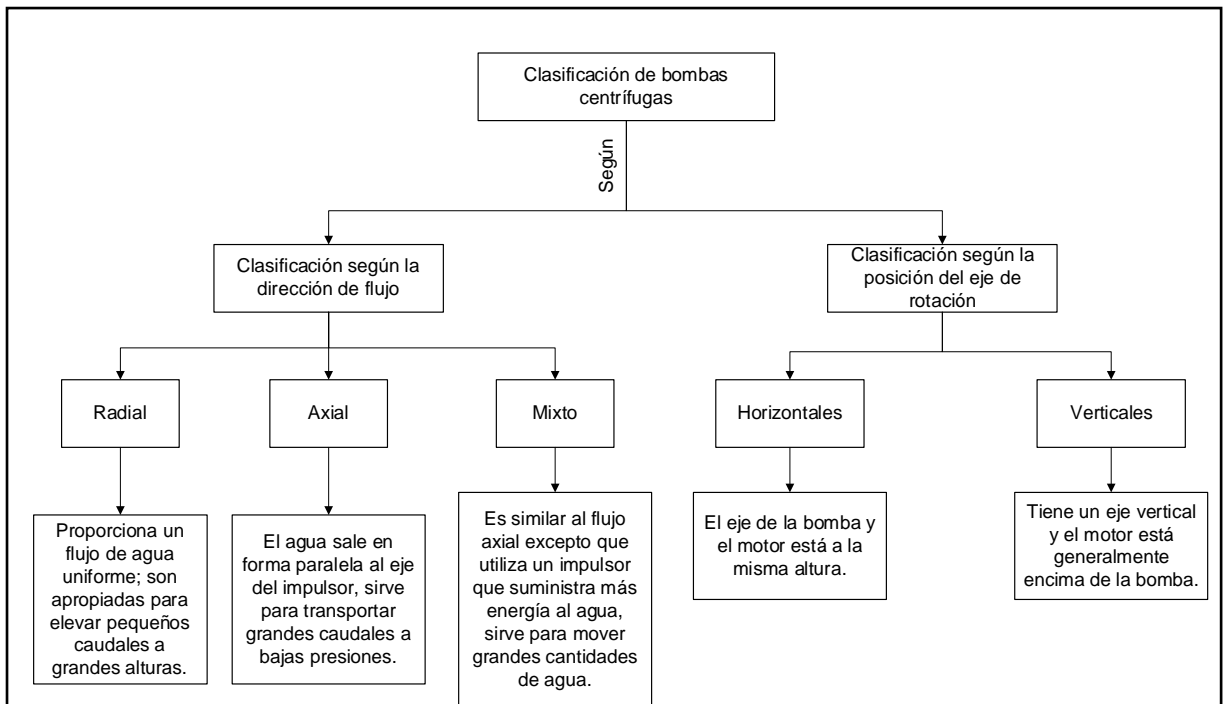 Clasificación de bombas
centrífugas
Según
Clasificación según la
dirección de flujo
Clasificación según la
posición del eje de
rotación
Radial
Axial
Mixto
Horizontales
Verticales
Proporciona un
flujo de agua
uniforme; son
apropiadas para
elevar pequeños
caudales a
grandes alturas.
El agua sale en
forma paralela al eje
del impulsor, sirve
para transportar
grandes caudales a
bajas presiones.
Es similar al flujo
axial excepto que
utiliza un impulsor
que suministra más
energía al agua,
sirve para mover
grandes cantidades
de agua.
El eje de la bomba y
el motor está a la
misma altura.
Tiene un eje vertical
y el motor está
generalmente
encima de la bomba.